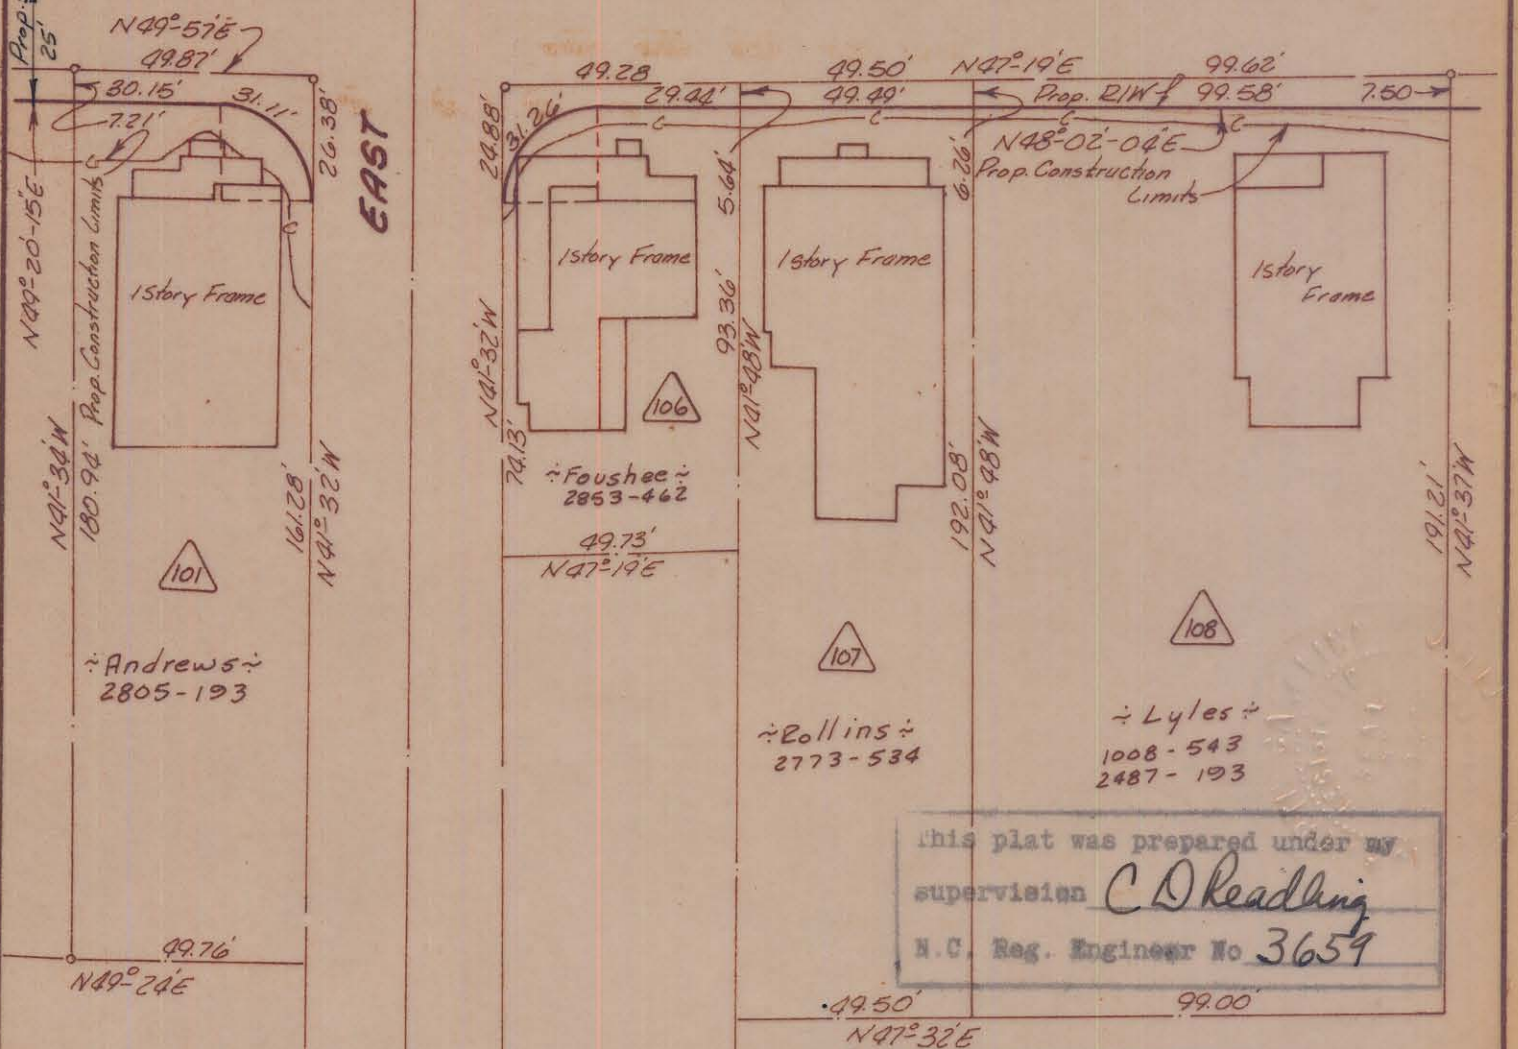 Prop.
25'
N49°-57'E
49.87'
30.15'
31.11'
7.21'
26.38'
EAST
N49°-20'-15"E
Prop. Construction Limits
1 Story Frame
N41°-34'W
180.94'
161.28'
N41°-32'W
101
÷Andrews÷
2805-193
49.76'
N49°-24'E
49.28
49.50'
N47°-19'E
99.62'
29.44'
49.49'
Prop. R/W
99.58'
7.50
31.26'
24.88'
C
C
C
C
C
C
5.64'
6.26'
N48°-02'-04"E
Prop. Construction
Limits
1 Story Frame
1 Story Frame
1 Story
Frame
N41°-32'W
74.13'
93.36'
N41°-48'W
106
÷Foushee÷
2853-462
49.73'
N47°-19'E
192.08'
N41°-48'W
191.21'
N41°-37'W
107
108
÷Rollins÷
2773-534
÷Lyles÷
1008-543
2487-193
This plat was prepared under my
supervision C D Readling
N.C. Reg. Engineer No 3659
49.50'
99.00'
N47°-32'E